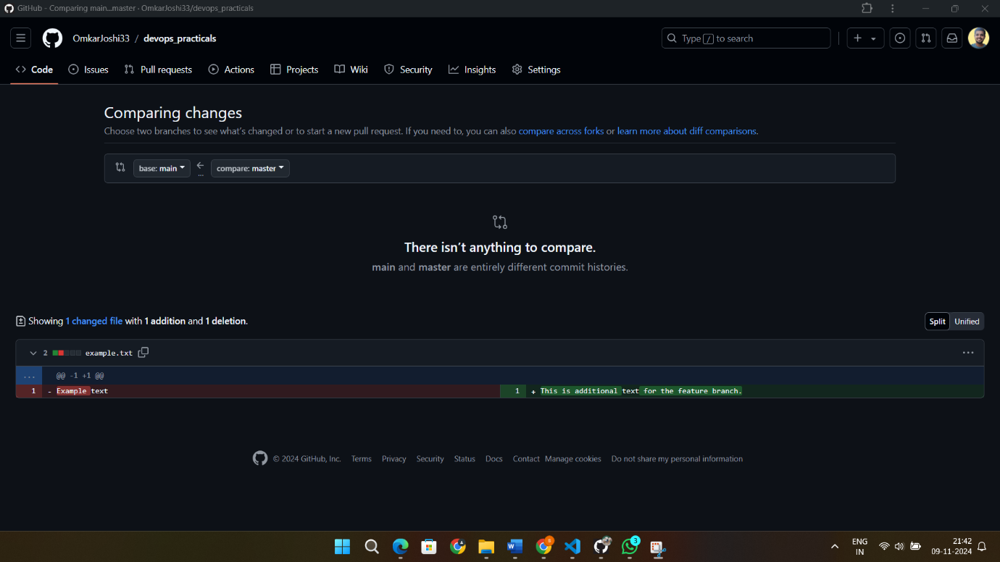 GitHub - Comparing main...master · OmkarJoshi33/devops_practicals
OmkarJoshi33 / devops_practicals
Type / to search
Code Issues Pull requests Actions Projects Wiki Security Insights Settings
Comparing changes
Choose two branches to see what's changed or to start a new pull request. If you need to, you can also compare across forks or learn more about diff comparisons.
base: main ... compare: master
There isn't anything to compare.
main and master are entirely different commit histories.
Showing 1 changed file with 1 addition and 1 deletion.
Split Unified
2 example.txt
... @@ -1 +1 @@
1 - Example text 1 + This is additional text for the feature branch.
© 2024 GitHub, Inc. Terms Privacy Security Status Docs Contact Manage cookies Do not share my personal information
W S 3
ENG
IN
21:42
09-11-2024